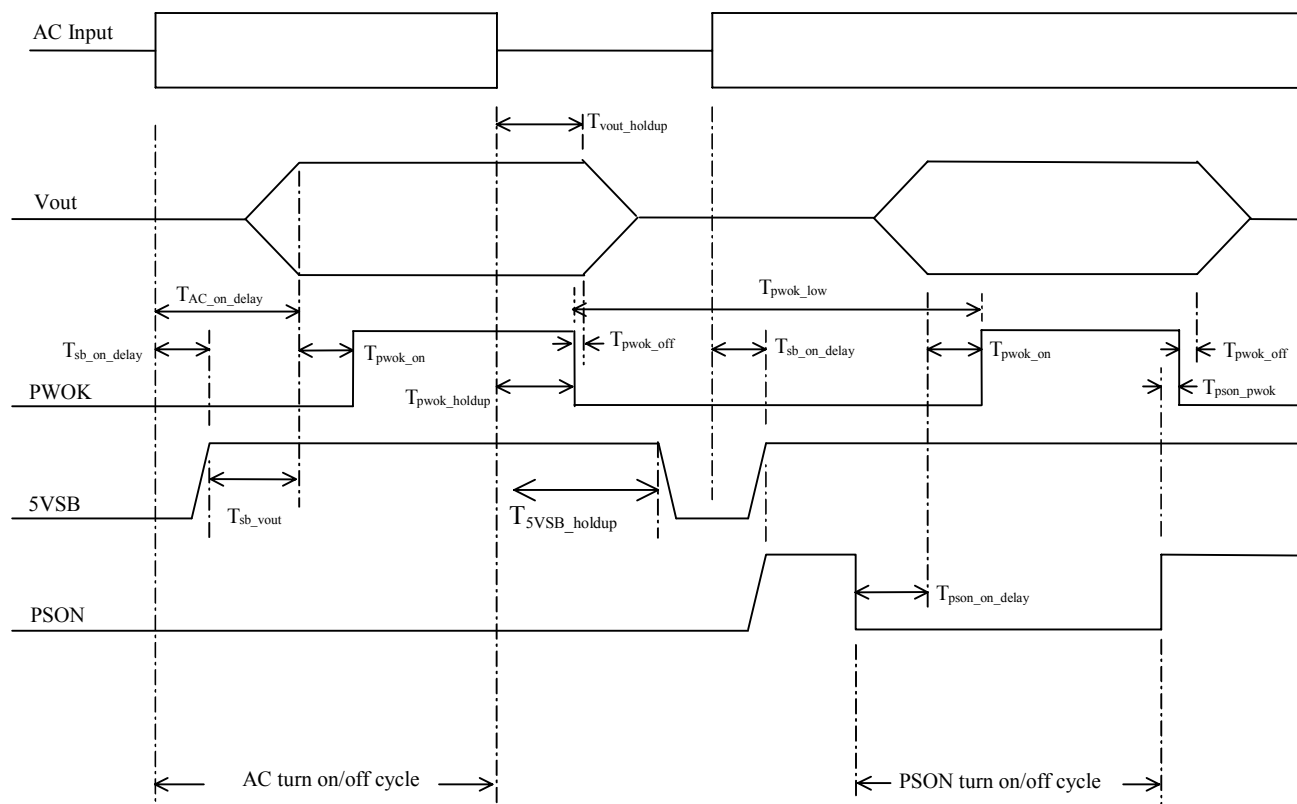 AC Input
Tvout_holdup
Vout
TAC_on_delay
Tpwok_low
Tsb_on_delay
Tpwok_on
Tpwok_off
Tsb_on_delay
Tpwok_on
Tpwok_off
PWOK
Tpwok_holdup
Tpson_pwok
5VSB
Tsb_vout
T5VSB_holdup
PSON
Tpson_on_delay
AC turn on/off cycle
PSON turn on/off cycle